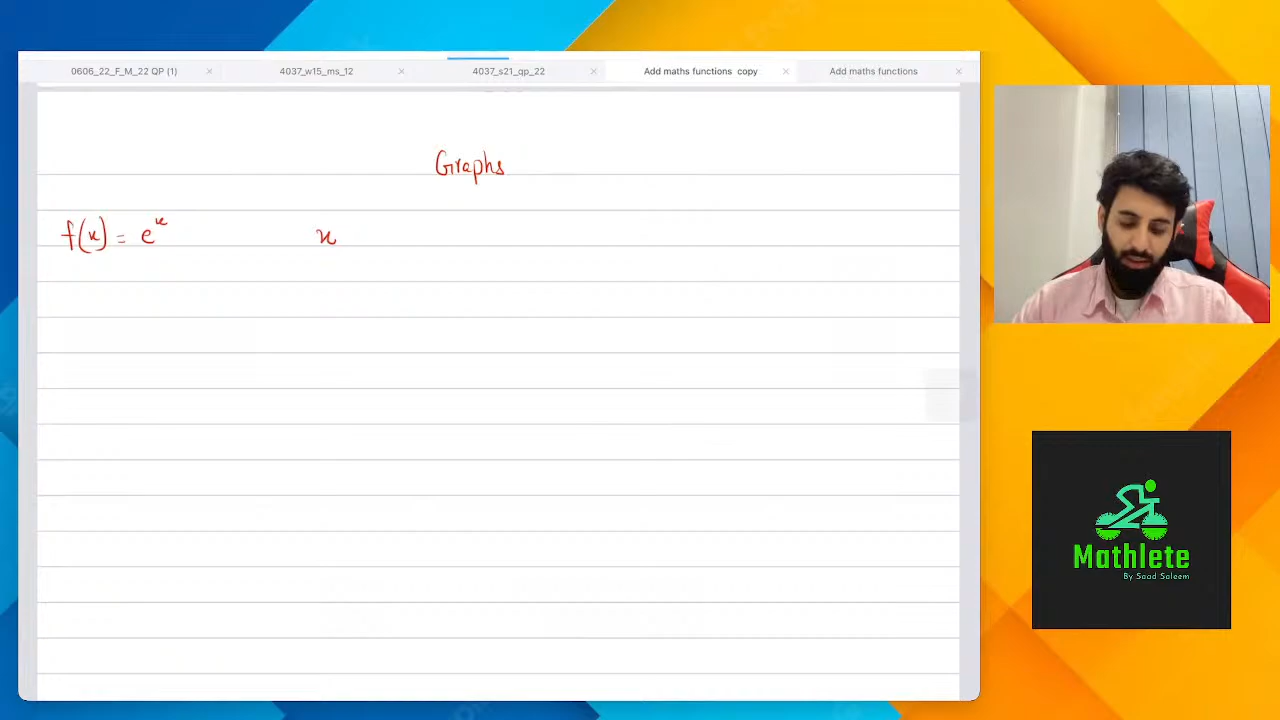 0606_22_F_M_22 QP (1) × 4037_w15_ms_12 × 4037_s21_qp_22 × Add maths functions copy × Add maths functions ×
Graphs
f(x) = e^x x
Mathlete
By Saad Saleem